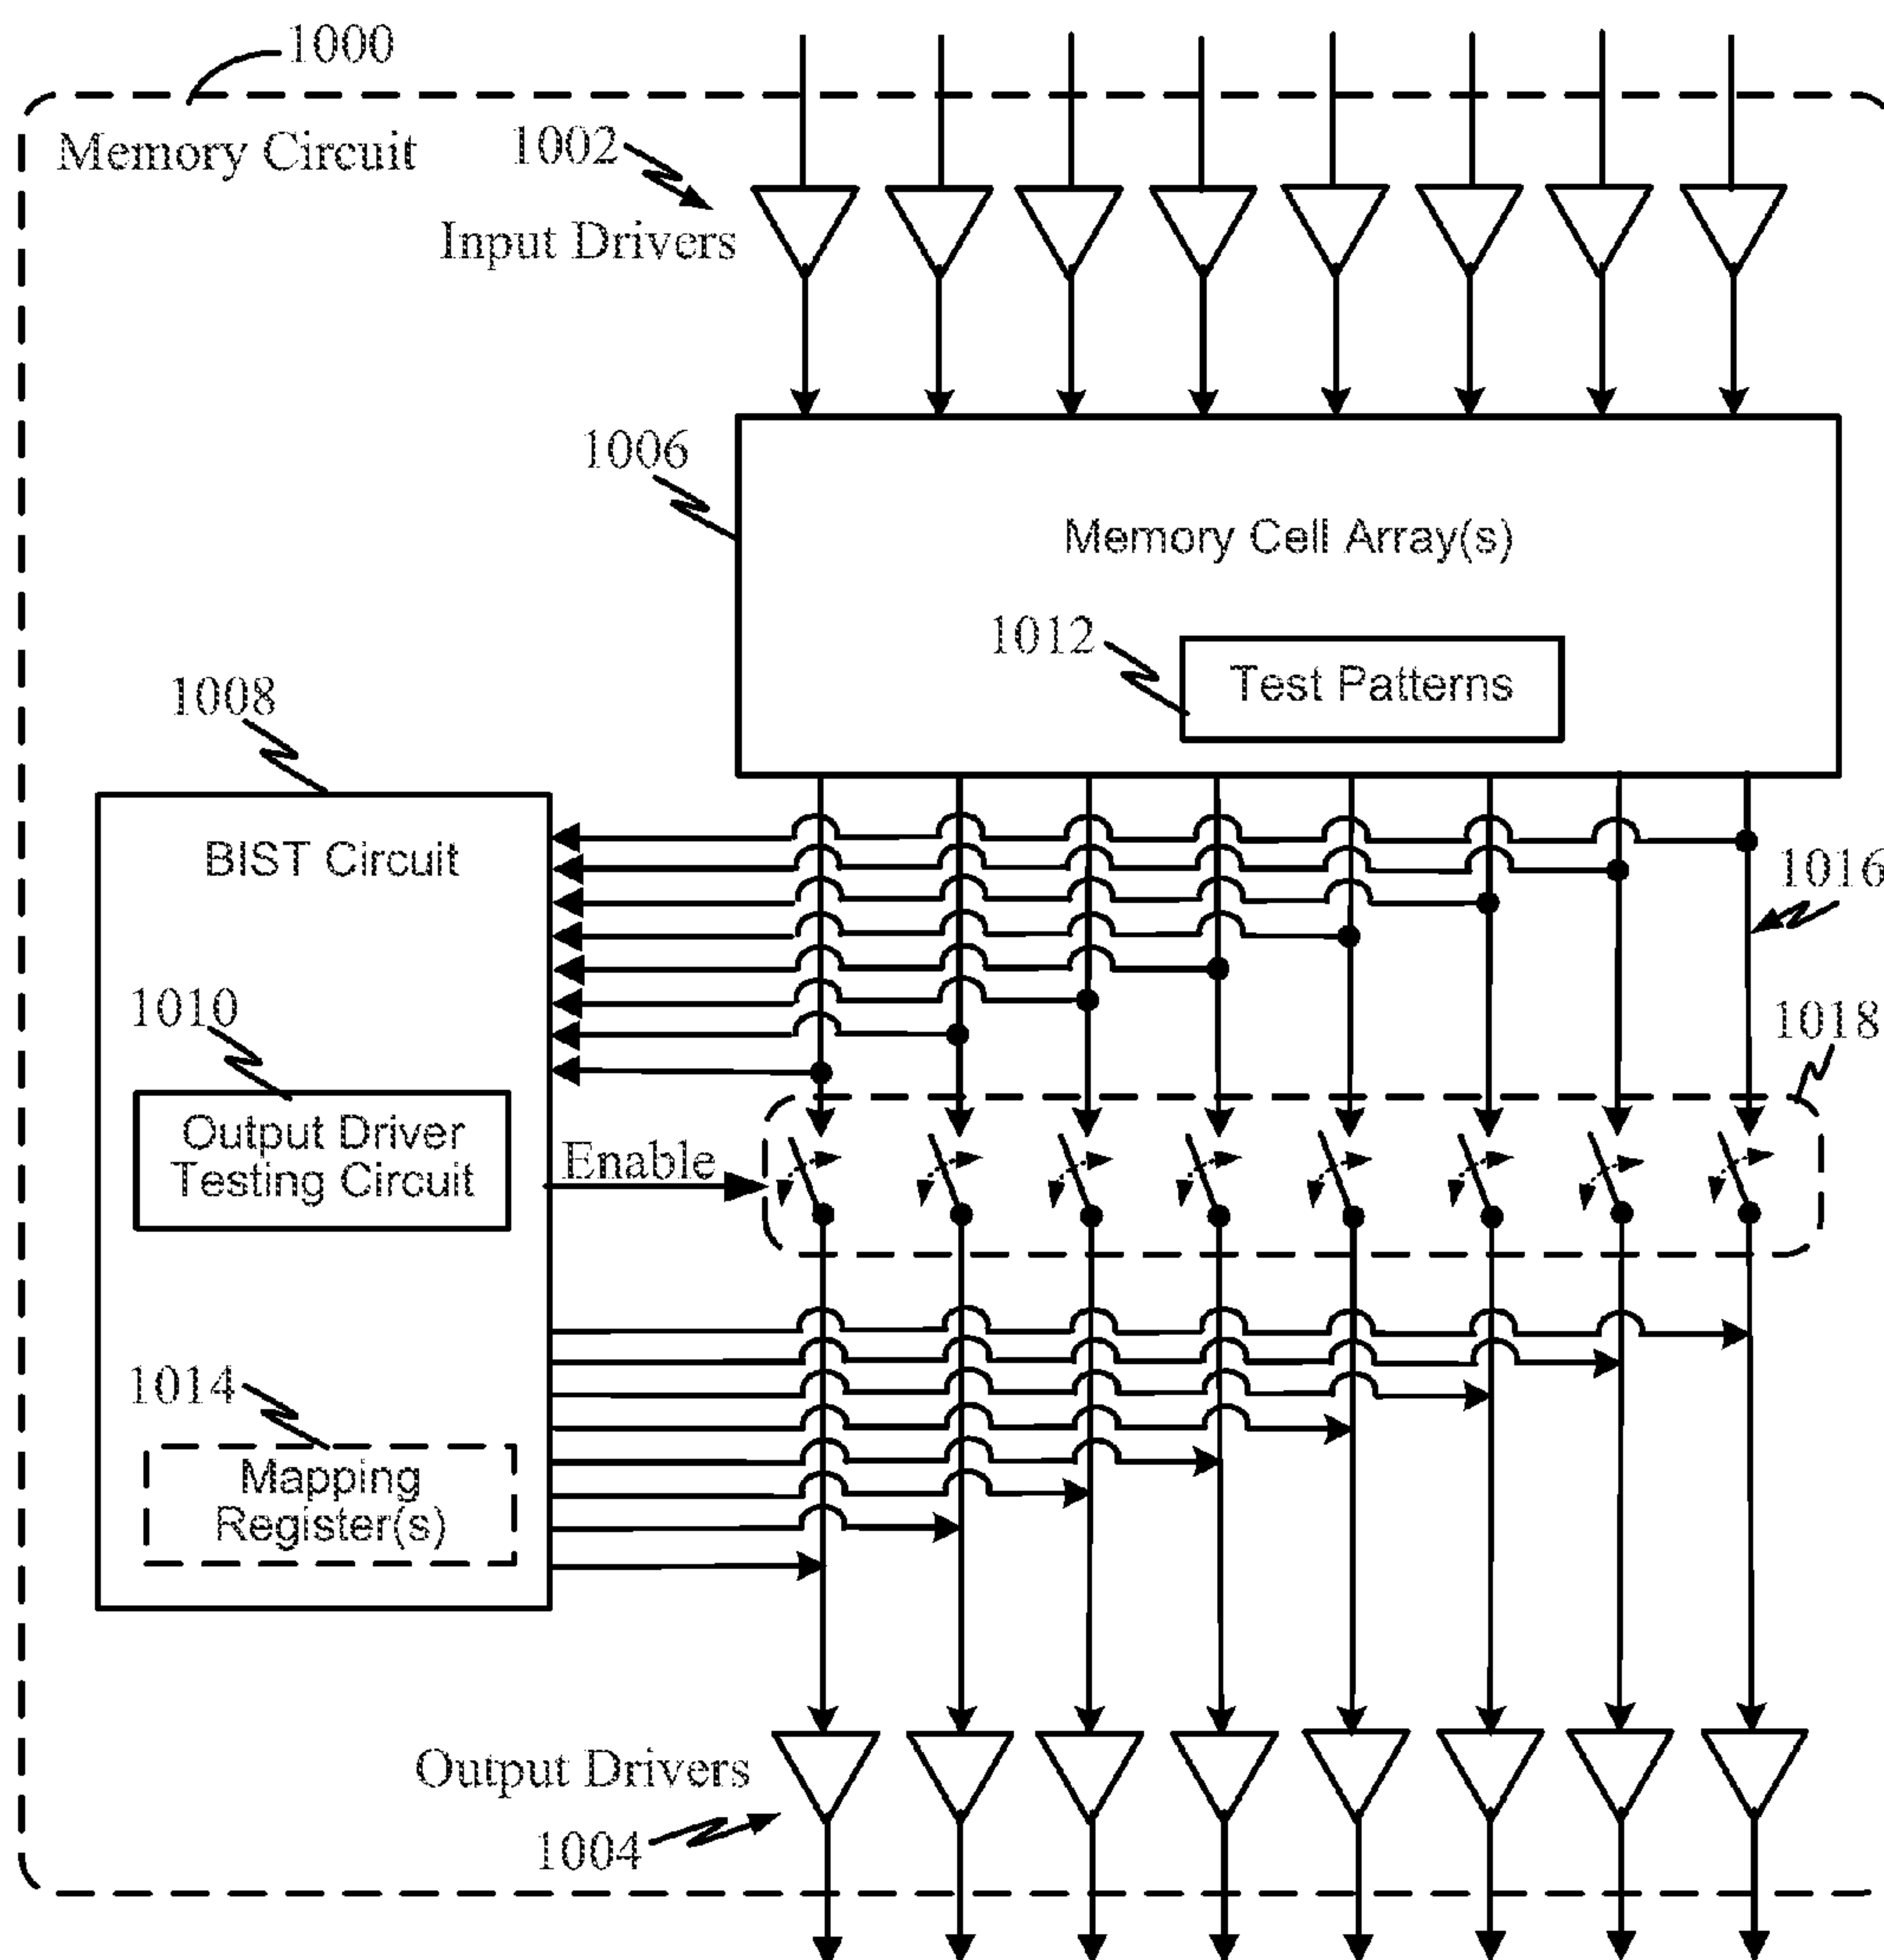 1000
Memory Circuit
1002
Input Drivers
1006
Memory Cell Array(s)
1012
Test Patterns
1008
BIST Circuit
1016
1010
1018
Output Driver
Testing Circuit
Enable
1014
Mapping
Register(s)
Output Drivers
1004